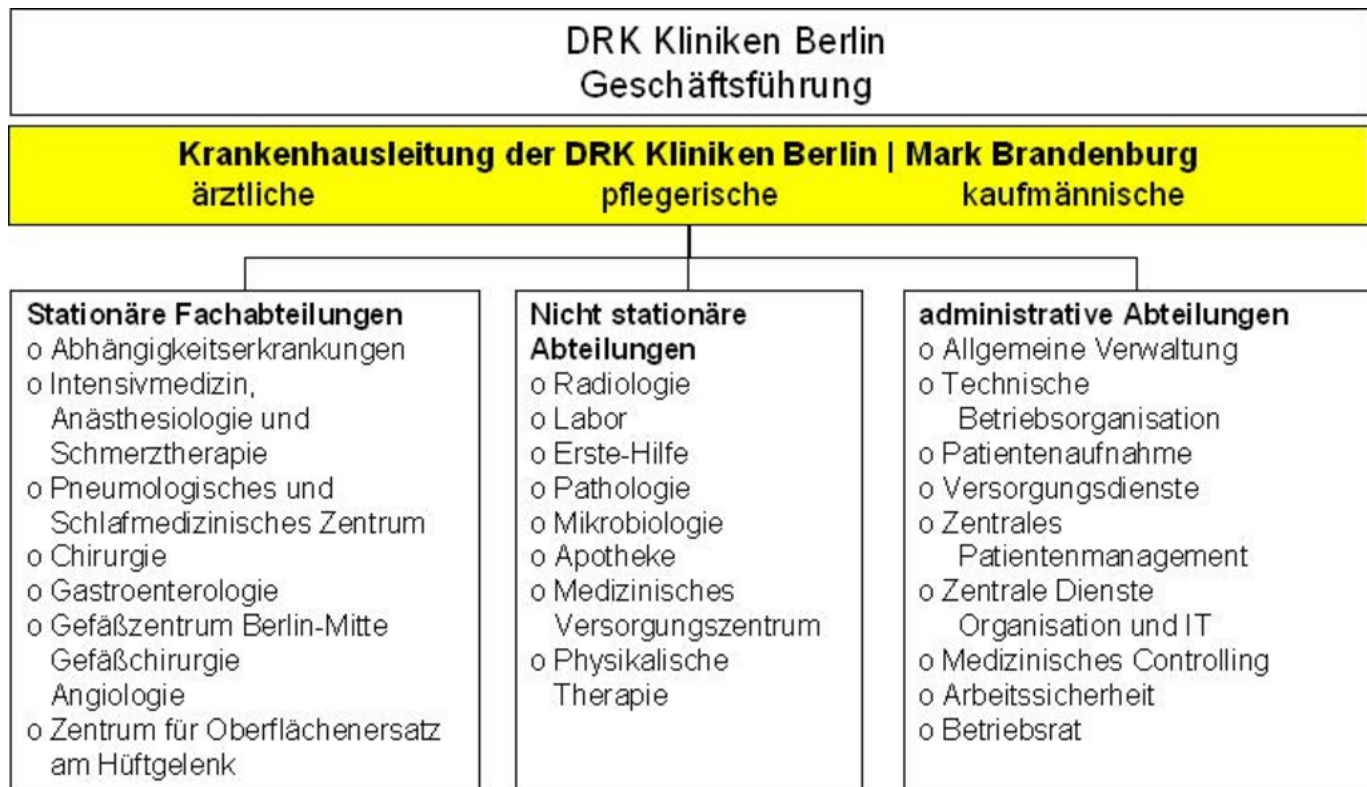 DRK Kliniken Berlin
Geschäftsführung
Krankenhausleitung der DRK Kliniken Berlin | Mark Brandenburg
ärztliche pflegerische kaufmännische
Stationäre Fachabteilungen
o Abhängigkeitserkrankungen
o Intensivmedizin,
Anästhesiologie und
Schmerztherapie
o Pneumologisches und
Schlafmedizinisches Zentrum
o Chirurgie
o Gastroenterologie
o Gefäßzentrum Berlin-Mitte
Gefäßchirurgie
Angiologie
o Zentrum für Oberflächenersatz
am Hüftgelenk
Nicht stationäre
Abteilungen
o Radiologie
o Labor
o Erste-Hilfe
o Pathologie
o Mikrobiologie
o Apotheke
o Medizinisches
Versorgungszentrum
o Physikalische
Therapie
administrative Abteilungen
o Allgemeine Verwaltung
o Technische
Betriebsorganisation
o Patientenaufnahme
o Versorgungsdienste
o Zentrales
Patientenmanagement
o Zentrale Dienste
Organisation und IT
o Medizinisches Controlling
o Arbeitssicherheit
o Betriebsrat